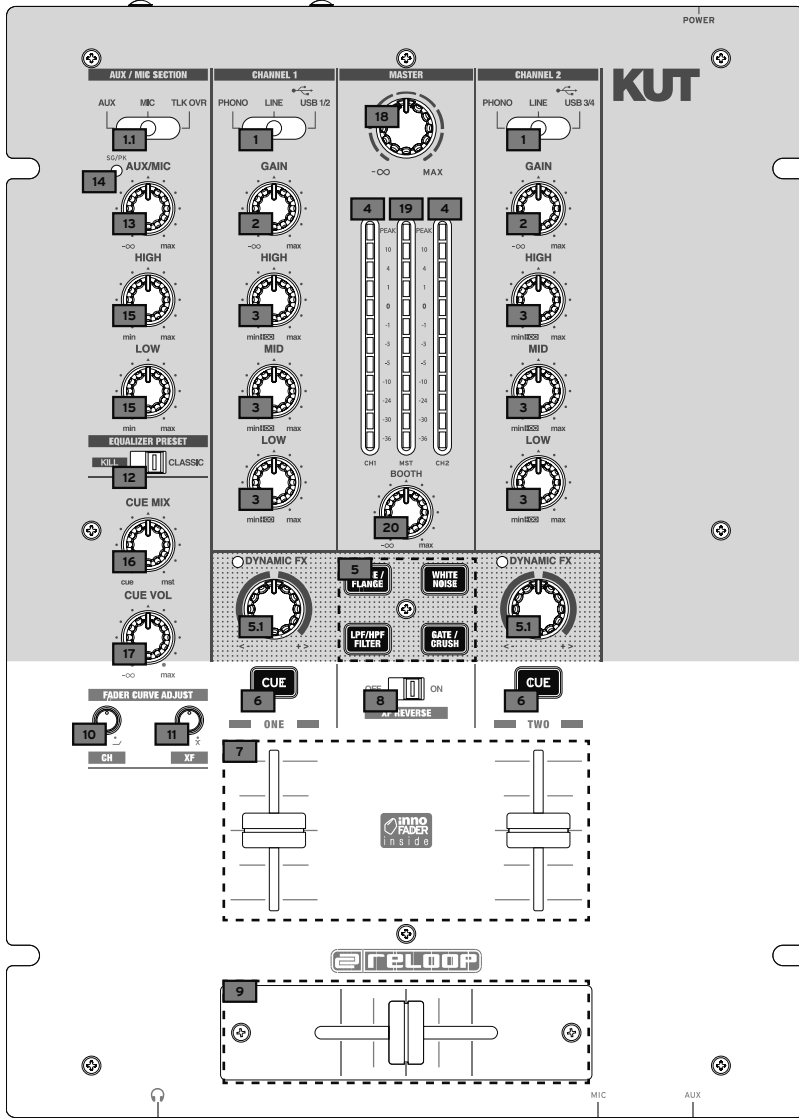 POWER
AUX / MIC SECTION
CHANNEL 1
MASTER
CHANNEL 2
KUT
AUX MIC TLK OVR
PHONO LINE USB 1/2
PHONO LINE USB 3/4
1.1
1
18
1
-∞ MAX
SG/PK
AUX/MIC
GAIN
GAIN
14
13
2
4
19
4
2
-∞ max
-∞ max
-∞ max
PEAK PEAK
10 10
4 4
1 1
0 0
-1 -1
-3 -3
-5 -5
-10 -10
-24 -24
-30 -30
-36 -36
CH1 MST CH2
HIGH
HIGH
HIGH
15
3
3
min max
min -∞ max
min -∞ max
LOW
MID
MID
15
3
3
min max
min -∞ max
min -∞ max
EQUALIZER PRESET
KILL CLASSIC
12
LOW
LOW
3
3
min -∞ max
min -∞ max
BOOTH
20
-∞ max
CUE MIX
16
cue mst
DYNAMIC FX
DYNAMIC FX
5
FLANGE
WHITE
NOISE
5.1
5.1
LPF/HPF
FILTER
GATE /
CRUSH
< + >
< + >
CUE VOL
17
-∞ max
CUE
CUE
6
8
6
ON
XF REVERSE
ONE
TWO
FADER CURVE ADJUST
10
11
CH
XF
7
inno
FADER
inside
reloop
9
MIC
AUX